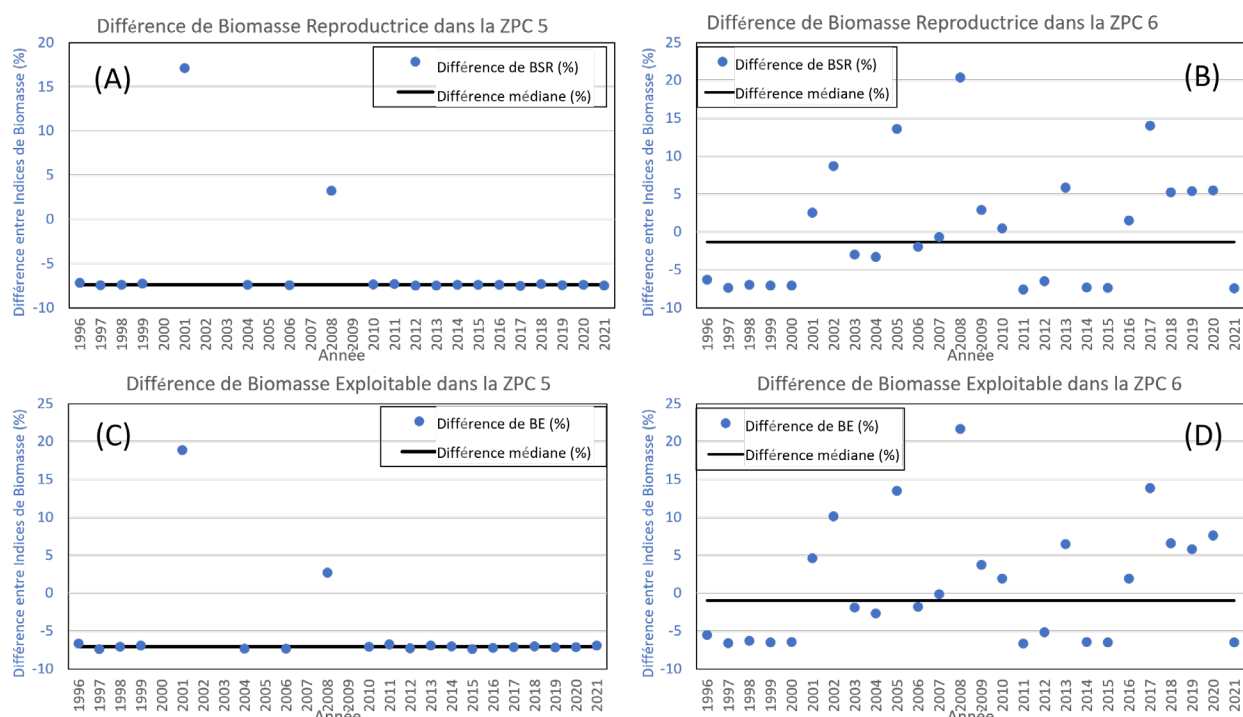 Différence de Biomasse Reproductrice dans la ZPC 5
Différence entre Indices de Biomasse (%)
20
15
10
5
0
-5
-10
(A)
Différence de BSR (%)
Différence médiane (%)
1996 1997 1998 1999 2000 2001 2002 2003 2004 2005 2006 2007 2008 2009 2010 2011 2012 2013 2014 2015 2016 2017 2018 2019 2020 2021
Année
Différence de Biomasse Reproductrice dans la ZPC 6
Différence entre Indices de Biomasse (%)
25
20
15
10
5
0
-5
-10
Différence de BSR (%)
Différence médiane (%)
(B)
1996 1997 1998 1999 2000 2001 2002 2003 2004 2005 2006 2007 2008 2009 2010 2011 2012 2013 2014 2015 2016 2017 2018 2019 2020 2021
Année
Différence de Biomasse Exploitable dans la ZPC 5
Différence entre Indices de Biomasse (%)
25
20
15
10
5
0
-5
-10
(C)
Différence de BE (%)
Différence médiane (%)
1996 1997 1998 1999 2000 2001 2002 2003 2004 2005 2006 2007 2008 2009 2010 2011 2012 2013 2014 2015 2016 2017 2018 2019 2020 2021
Année
Différence de Biomasse Exploitable dans la ZPC 6
Différence entre Indices de Biomasse (%)
25
20
15
10
5
0
-5
-10
Différence de BE (%)
Différence médiane (%)
(D)
1996 1997 1998 1999 2000 2001 2002 2003 2004 2005 2006 2007 2008 2009 2010 2011 2012 2013 2014 2015 2016 2017 2018 2019 2020 2021
Année